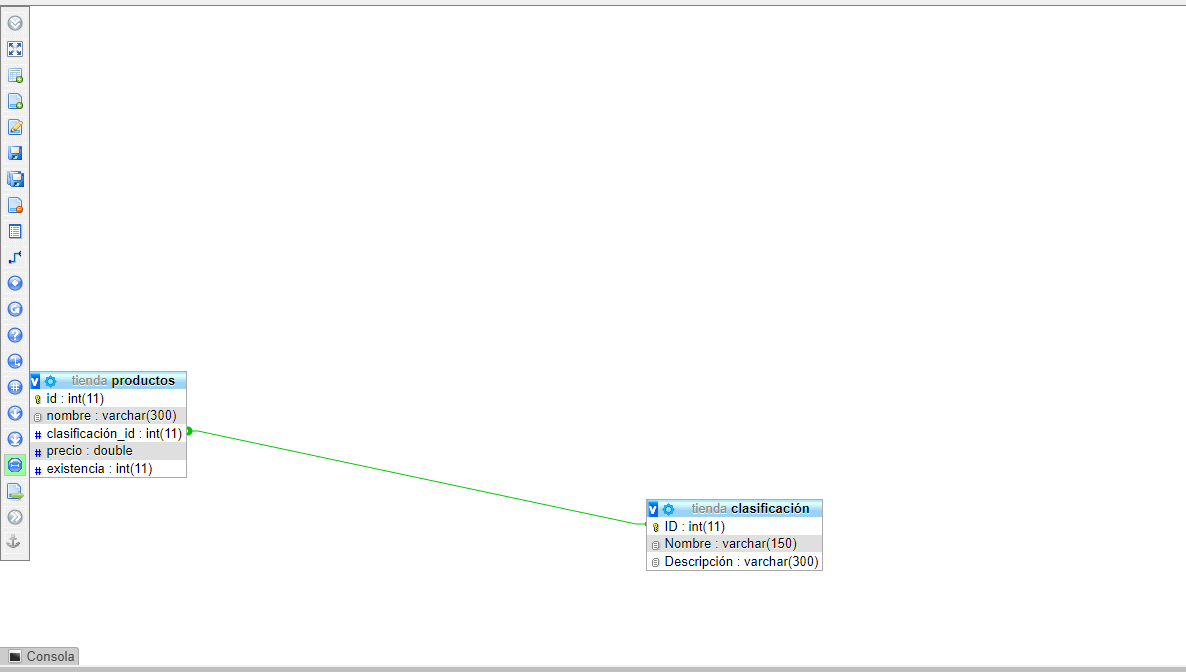 tienda productos
id : int(11)
nombre : varchar(300)
clasificación_id : int(11)
precio : double
existencia : int(11)
tienda clasificación
ID : int(11)
Nombre : varchar(150)
Descripción : varchar(300)
Consola